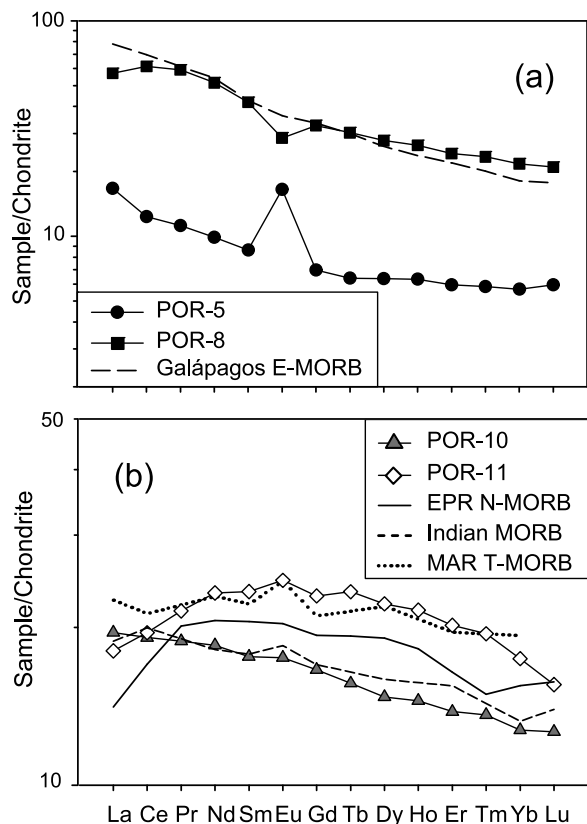 100
(a)
Sample/Chondrite
10
POR-5
POR-8
Galápagos E-MORB
50
(b)
POR-10
POR-11
EPR N-MORB
Indian MORB
MAR T-MORB
Sample/Chondrite
10
La Ce Pr Nd Sm Eu Gd Tb Dy Ho Er Tm Yb Lu